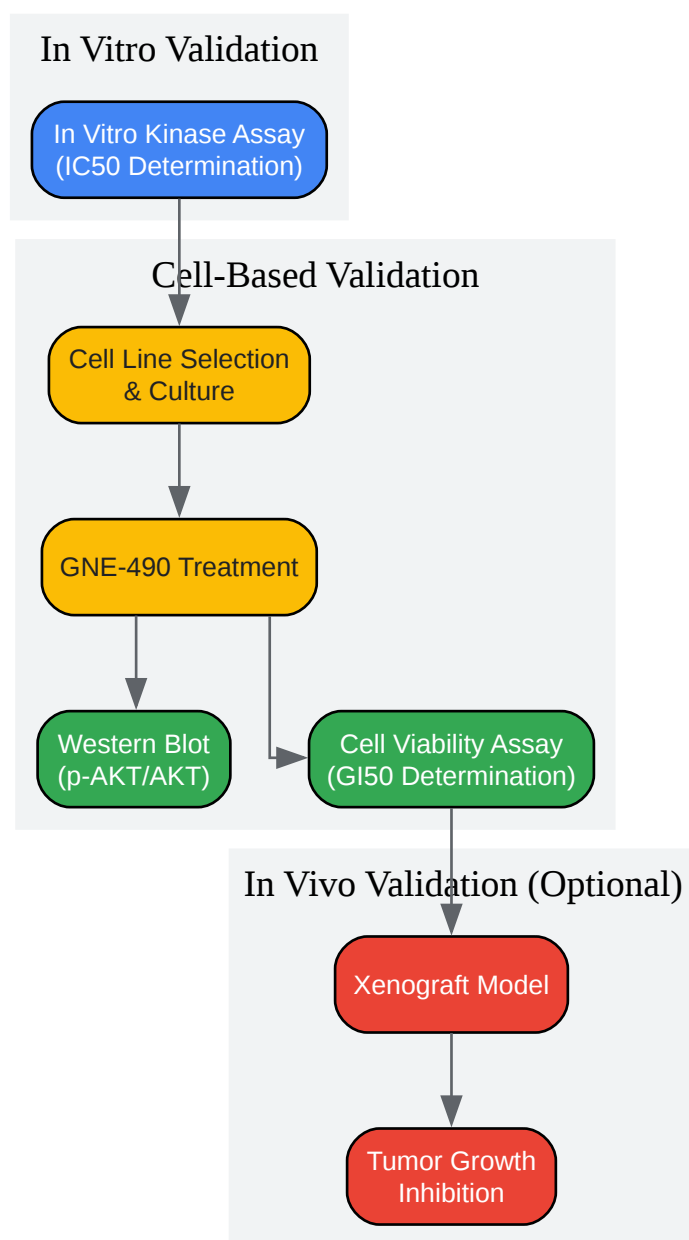 In Vitro Validation
In Vitro Kinase Assay
(IC50 Determination)
Cell-Based Validation
Cell Line Selection
& Culture
GNE-490 Treatment
Western Blot
(p-AKT/AKT)
Cell Viability Assay
(GI50 Determination)
In Vivo Validation (Optional)
Xenograft Model
Tumor Growth
Inhibition